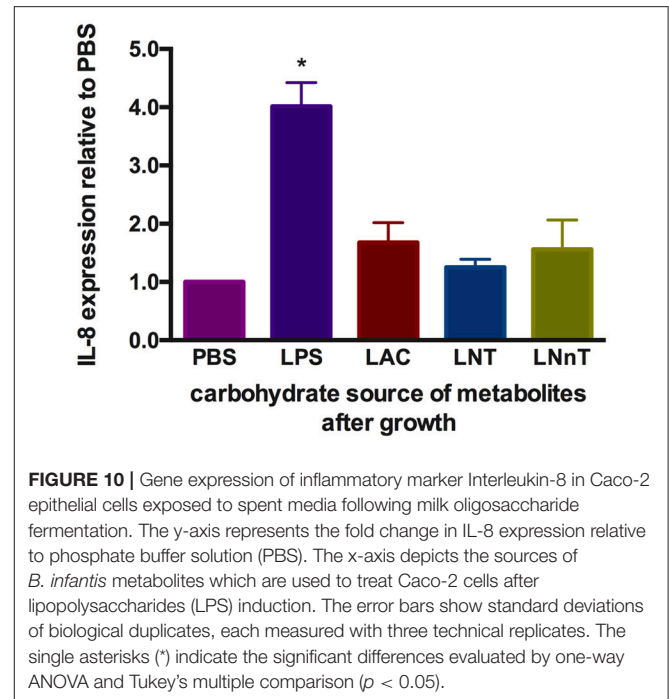 IL-8 expression relative to PBS
5.0
*
4.0
3.0
2.0
1.0
0.0
PBS LPS LAC LNT LNnT
carbohydrate source of metabolites
after growth
FIGURE 10 | Gene expression of inflammatory marker Interleukin-8 in Caco-2
epithelial cells exposed to spent media following milk oligosaccharide
fermentation. The y-axis represents the fold change in IL-8 expression relative
to phosphate buffer solution (PBS). The x-axis depicts the sources of
B. infantis metabolites which are used to treat Caco-2 cells after
lipopolysaccharides (LPS) induction. The error bars show standard deviations
of biological duplicates, each measured with three technical replicates. The
single asterisks (*) indicate the significant differences evaluated by one-way
ANOVA and Tukey's multiple comparison (p < 0.05).